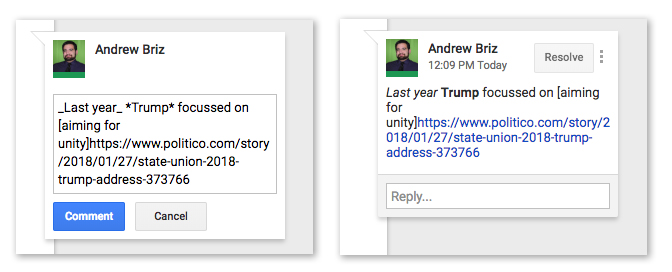 Andrew Briz
_Last year_ *Trump* focussed on
[aiming for
unity]https://www.politico.com/story
/2018/01/27/state-union-2018-
trump-address-373766
Comment
Cancel
Andrew Briz
12:09 PM Today
Resolve
Last year Trump focussed on [aiming
for
unity]https://www.politico.com/story/2
018/01/27/state-union-2018-trump-
address-373766
Reply...